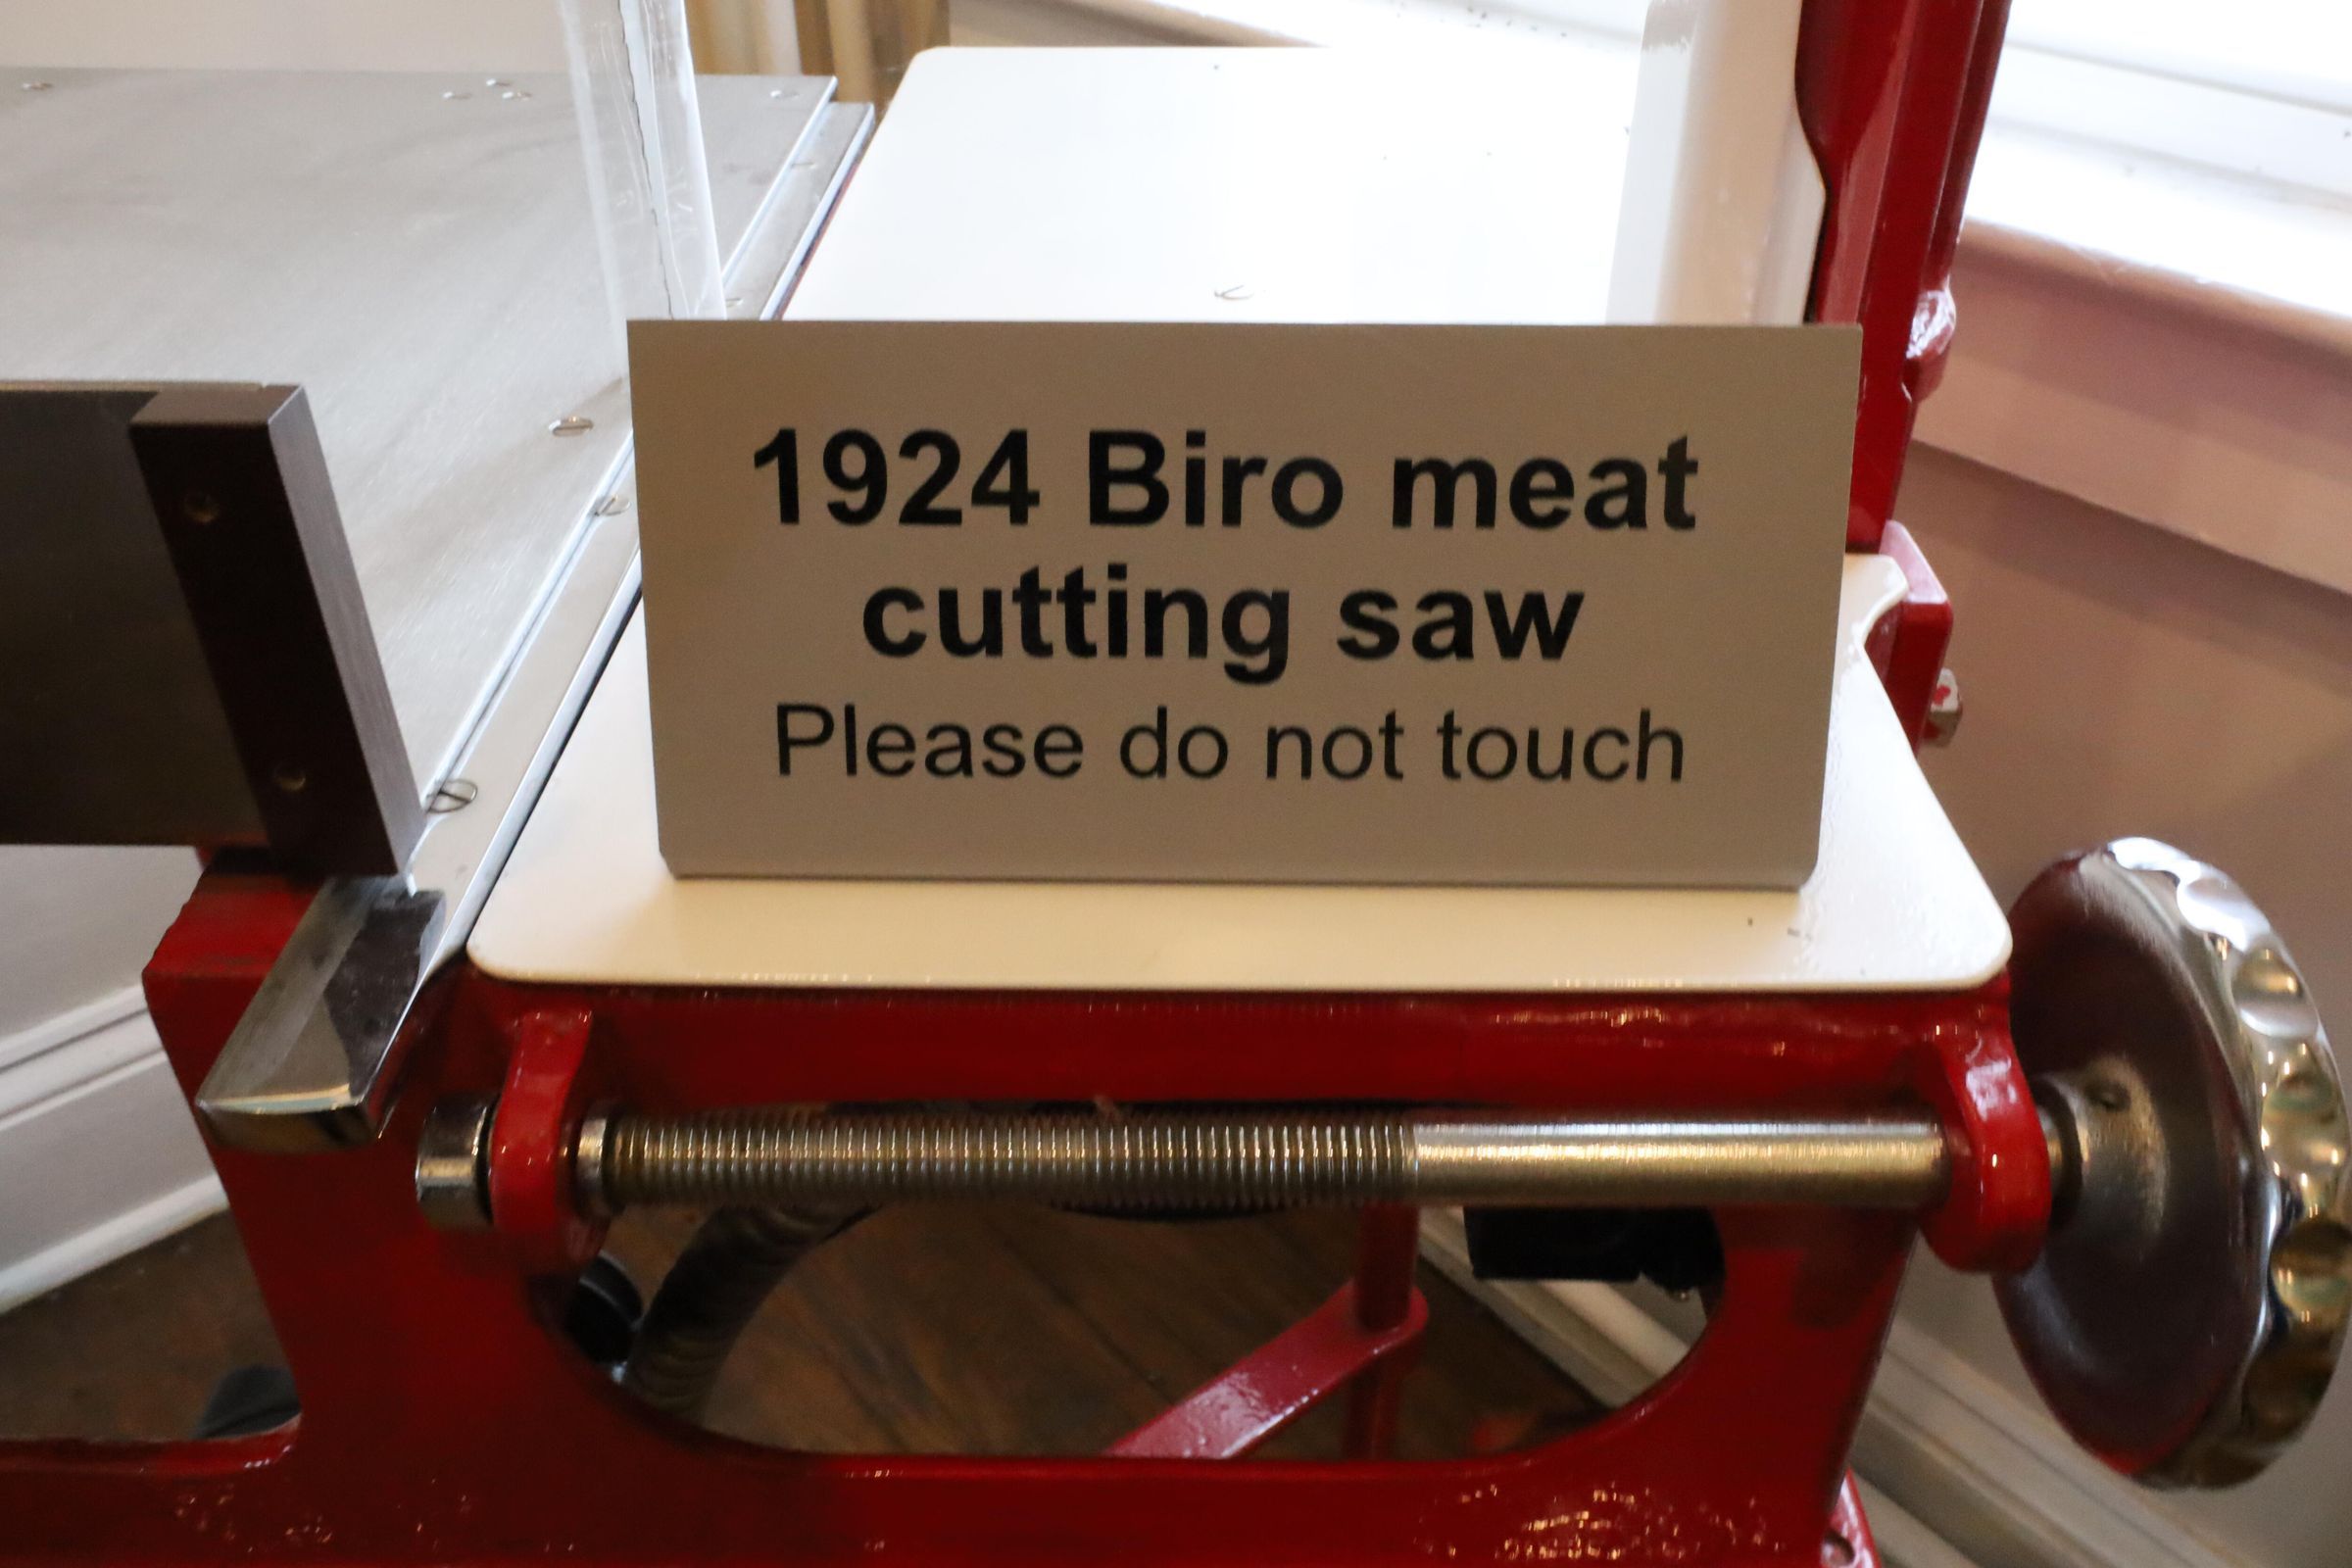 1924 Biro meat
cutting saw
Please do not touch